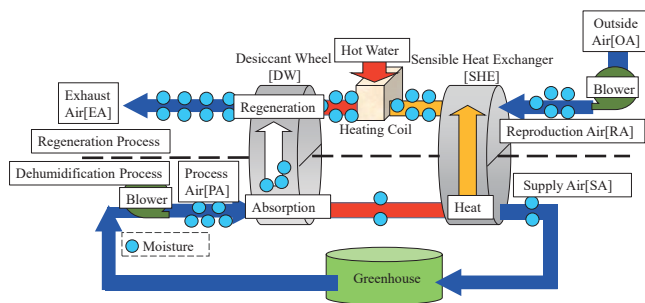 Outside
Air[OA]
Hot Water
Desiccant Wheel
[DW]
Sensible Heat Exchanger
[SHE]
Blower
Exhaust
Air[EA]
Regeneration
Heating Coil
Reproduction Air[RA]
Regeneration Process
Dehumidification Process
Process
Air[PA]
Supply Air[SA]
Blower
Absorption
Heat
Moisture
Greenhouse